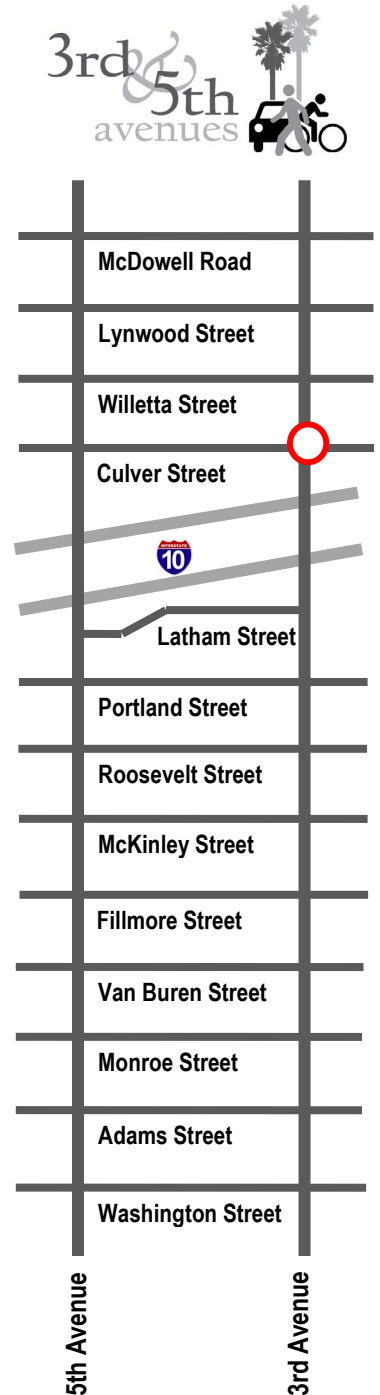 3rd&
5th
avenues
McDowell Road
Lynwood Street
Willetta Street
Culver Street
INTERSTATE
10
Latham Street
Portland Street
Roosevelt Street
McKinley Street
Fillmore Street
Van Buren Street
Monroe Street
Adams Street
Washington Street
5th Avenue
3rd Avenue